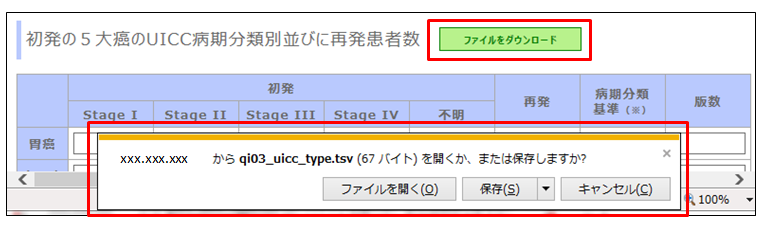 初発の５大癌のUICC病期分類別並びに再発患者数
ファイルをダウンロード
初発
再発
病期分類
基準（※）
版数
Stage I
Stage II
Stage III
Stage IV
不明
胃癌
xxx.xxx.xxx から qi03_uicc_type.tsv (67 バイト) を開くか、または保存しますか?
×
ファイルを開く(O)
保存(S)
キャンセル(C)
100%